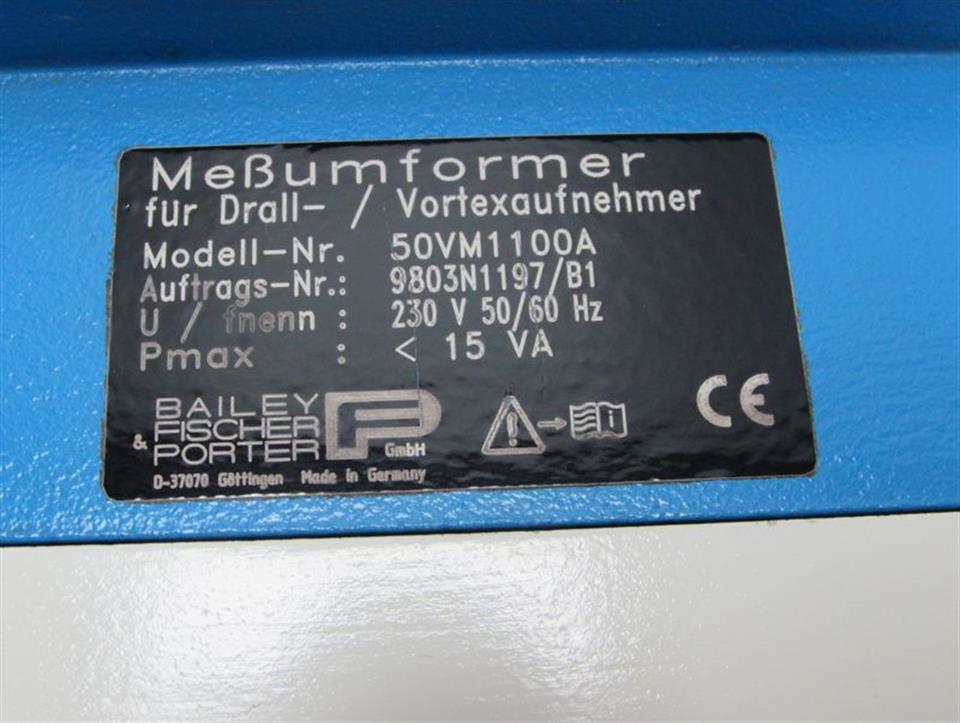 Meßumformer
für Drall- / Vortexaufnehmer
Modell-Nr. 50VM1100A
Auftrags-Nr.: 9803N1197/B1
U / fnenn : 230 V 50/60 Hz
Pmax : < 15 VA
BAILEY
FISCHER
& PORTER FP GmbH
i
CE
D-37070 Göttingen Made in Germany